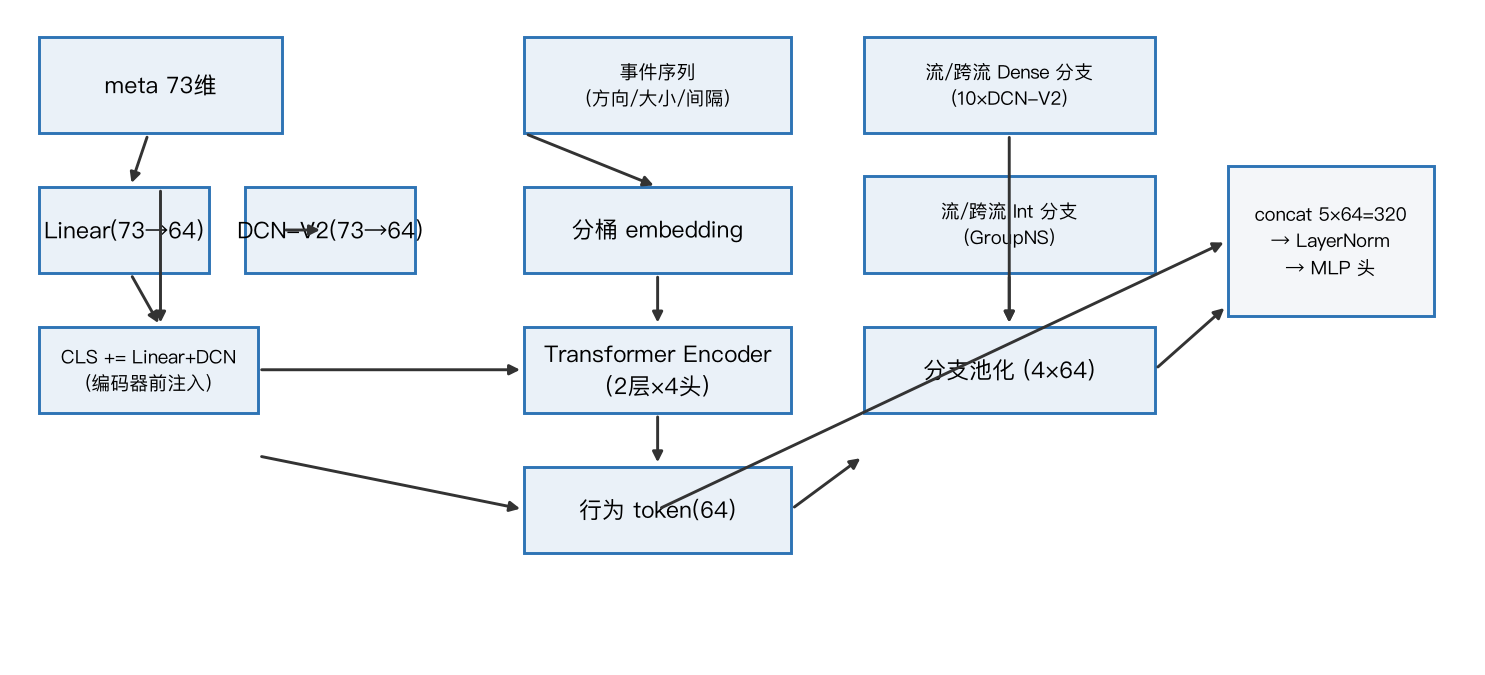 meta 73维
事件序列
(方向/大小/间隔)
流/跨流 Dense 分支
(10×DCN−V2)
Linear(73→64)
DCN−V2(73→64)
分桶 embedding
流/跨流 Int 分支
(GroupNS)
concat 5×64=320
→ LayerNorm
→ MLP 头
CLS += Linear+DCN
(编码器前注入)
Transformer Encoder
(2层×4头)
分支池化 (4×64)
行为 token(64)